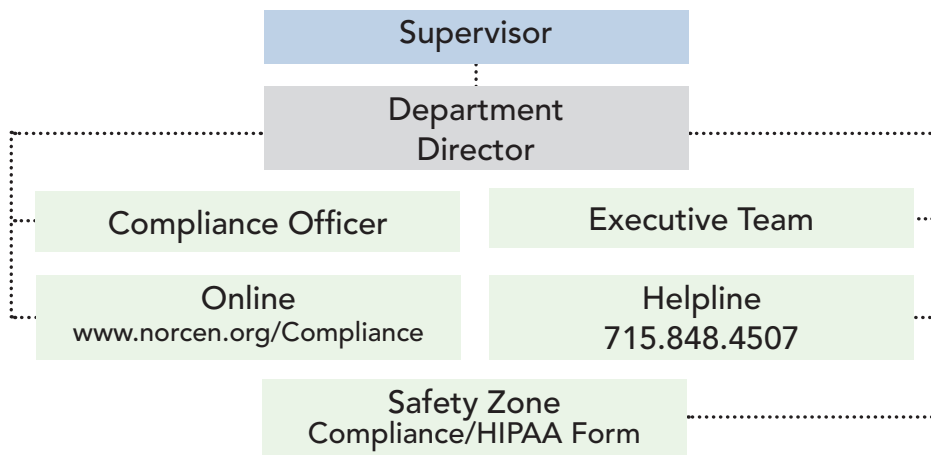 Supervisor
Department
Director
Compliance Officer
Executive Team
Online
www.norcen.org/Compliance
Helpline
715.848.4507
Safety Zone
Compliance/HIPAA Form